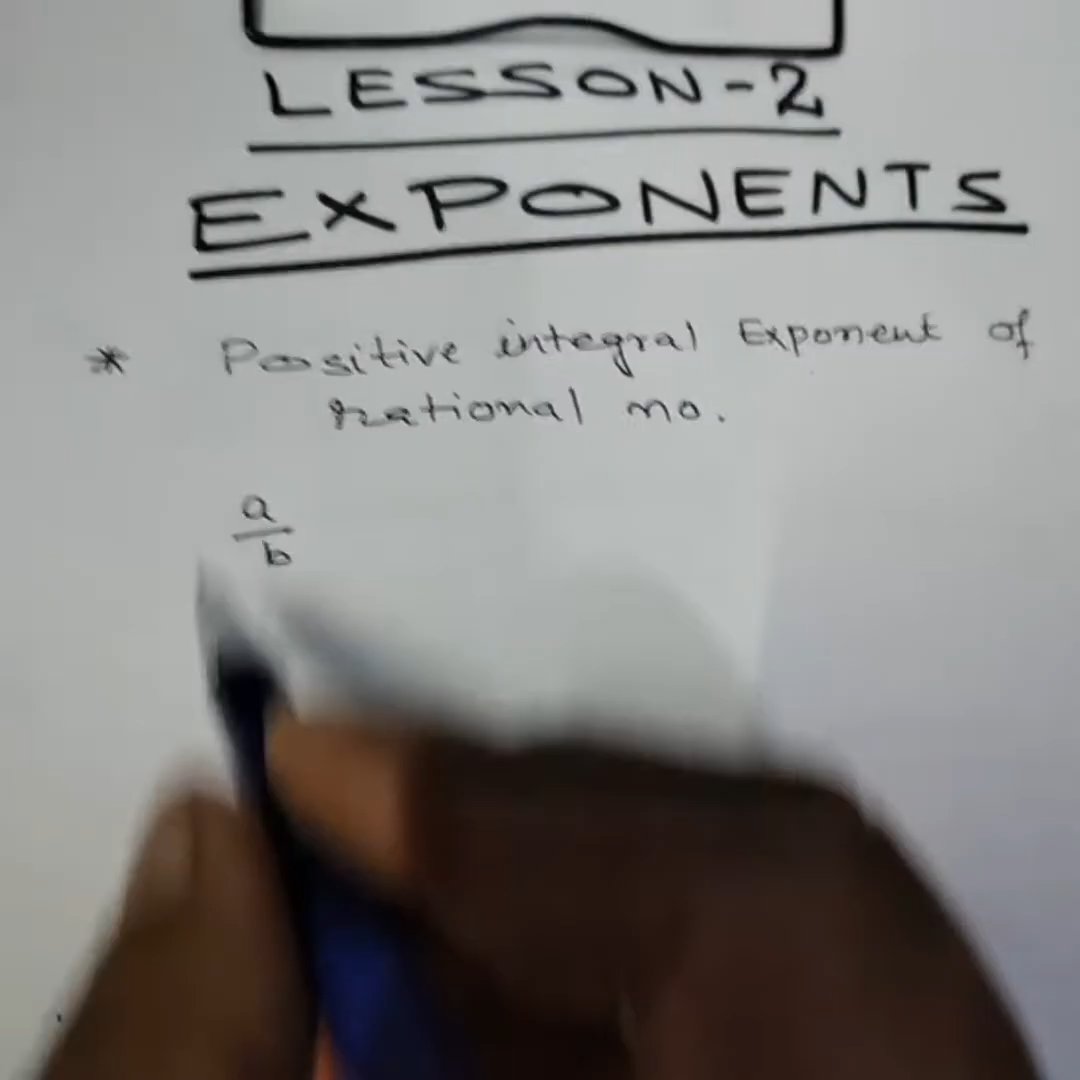 LESSON-2
EXPONENTS
* Positive integral Exponent of
rational no.
a
b